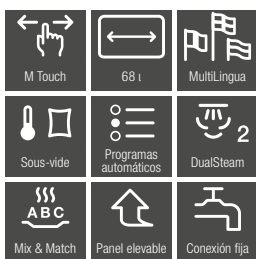 M Touch
68 l
MultiLingua
Sous-vide
Programas
automáticos
2
DualSteam
ABC
Mix & Match
Panel elevable
Conexión fija